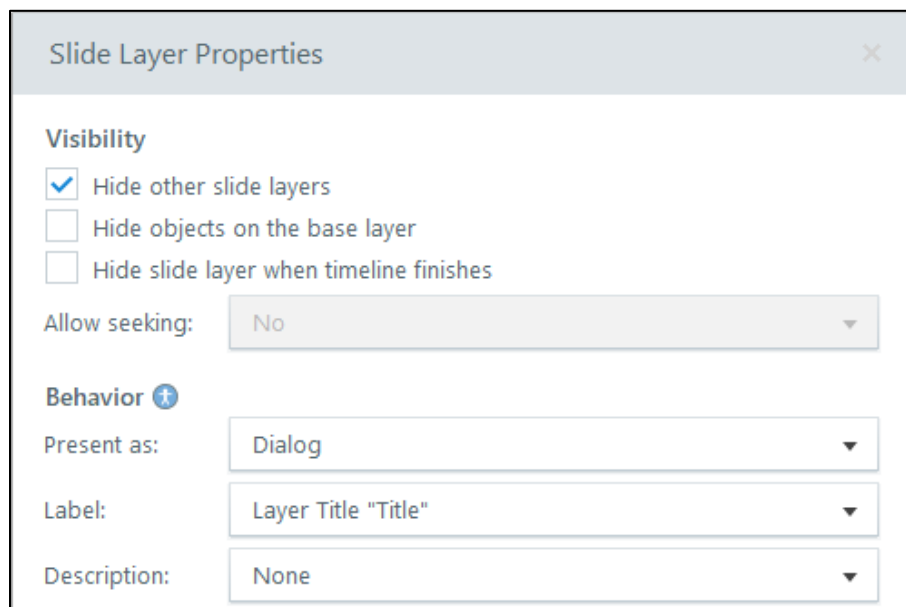 Slide Layer Properties
Visibility
Hide other slide layers
Hide objects on the base layer
Hide slide layer when timeline finishes
Allow seeking: No
Behavior
Present as: Dialog
Label: Layer Title "Title"
Description: None